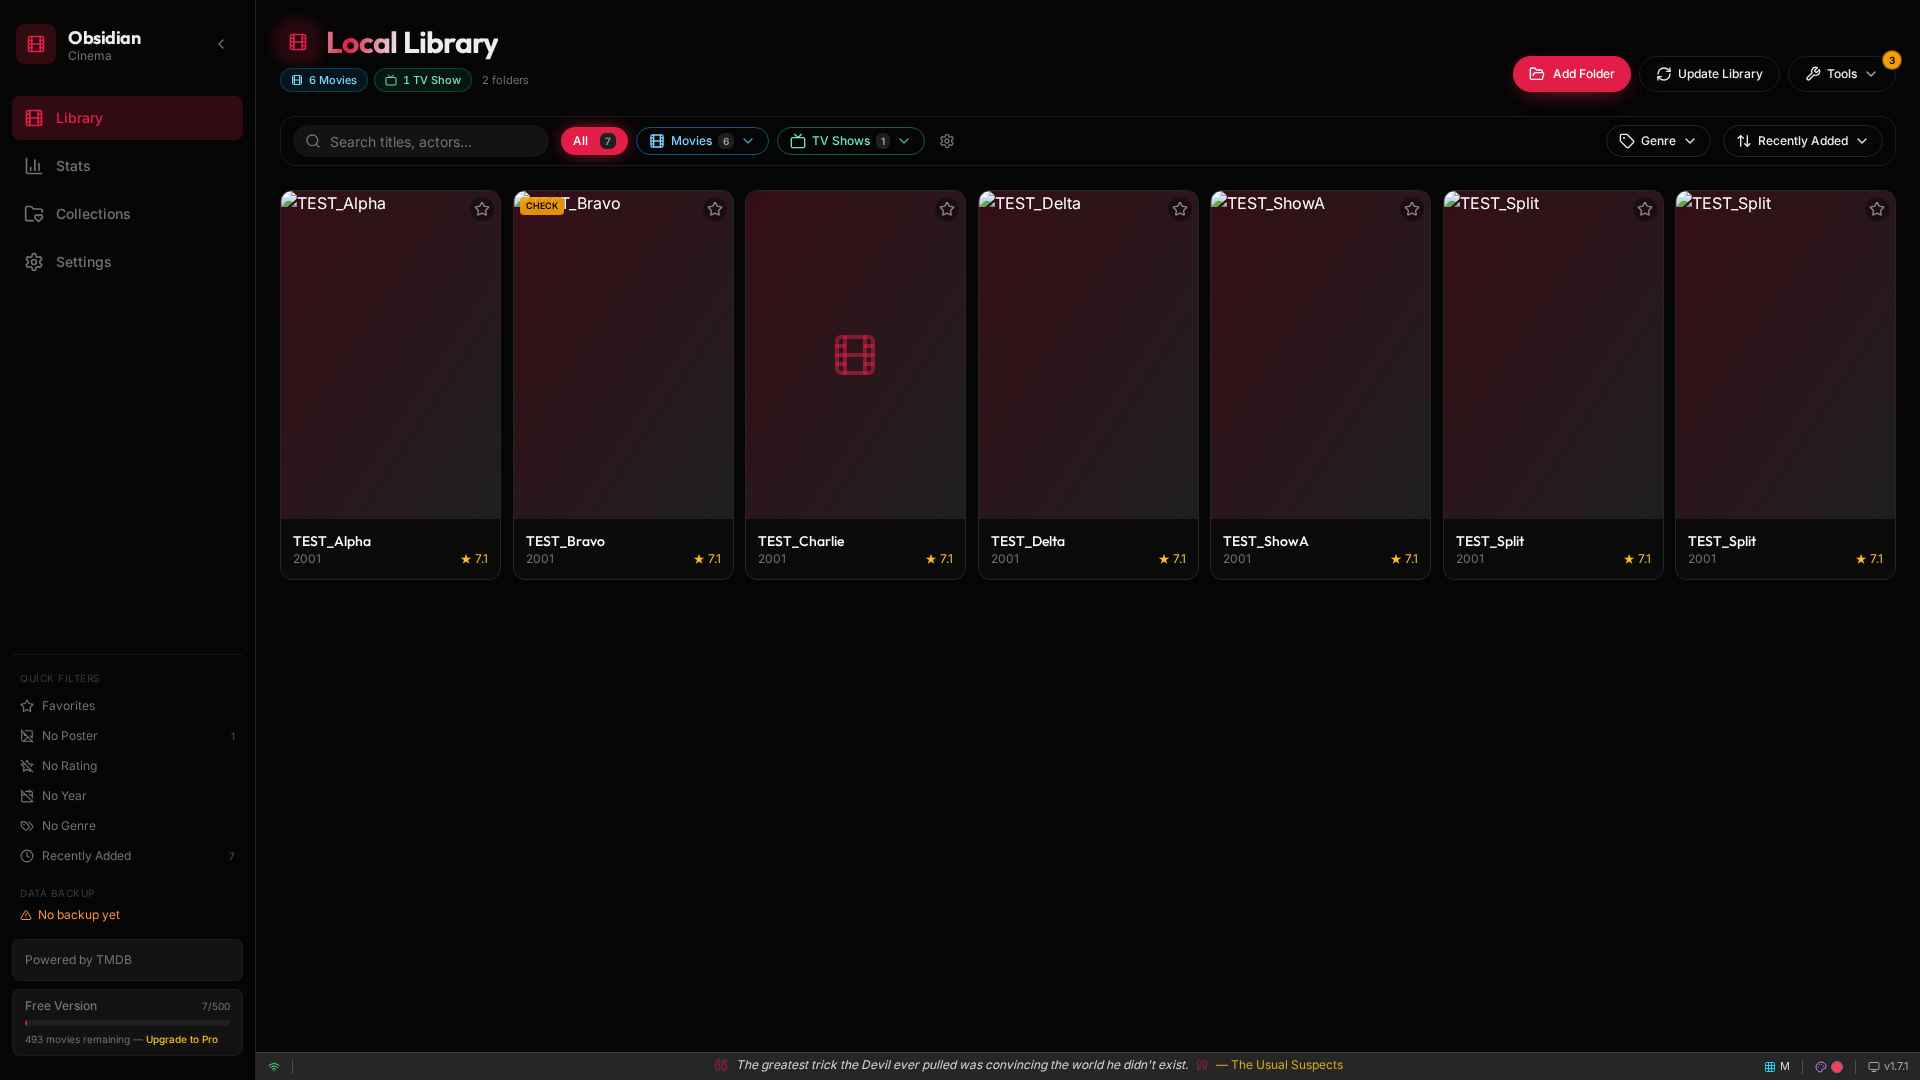 Obsidian
Cinema
Library
Stats
Collections
Settings
QUICK FILTERS
Favorites
No Poster 1
No Rating
No Year
No Genre
Recently Added 7
DATA BACKUP
No backup yet
Powered by TMDB
Free Version 7/500
493 movies remaining — Upgrade to Pro
Local Library
6 Movies 1 TV Show 2 folders
Add Folder Update Library Tools 3
Search titles, actors... All 7 Movies 6 TV Shows 1 Genre Recently Added
TEST_Alpha
TEST_Alpha
2001 ★ 7.1
CHECK T_Bravo
TEST_Bravo
2001 ★ 7.1
TEST_Charlie
2001 ★ 7.1
TEST_Delta
TEST_Delta
2001 ★ 7.1
TEST_ShowA
TEST_ShowA
2001 ★ 7.1
TEST_Split
TEST_Split
2001 ★ 7.1
TEST_Split
TEST_Split
2001 ★ 7.1
The greatest trick the Devil ever pulled was convincing the world he didn't exist. — The Usual Suspects
M v1.7.1